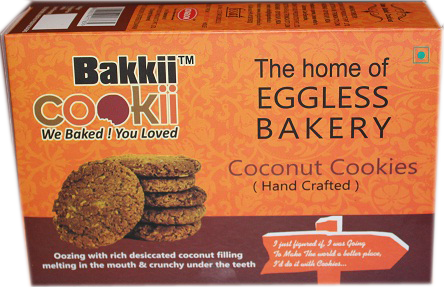 Bakkii™
cookii
We Baked ! You Loved
The home of
EGGLESS
BAKERY
Coconut Cookies
( Hand Crafted )
Oozing with rich desiccated coconut filling
melting in the mouth & crunchy under the teeth
I just figured if, I was Going
To Make The world a better place,
I'd do it with Cookies...